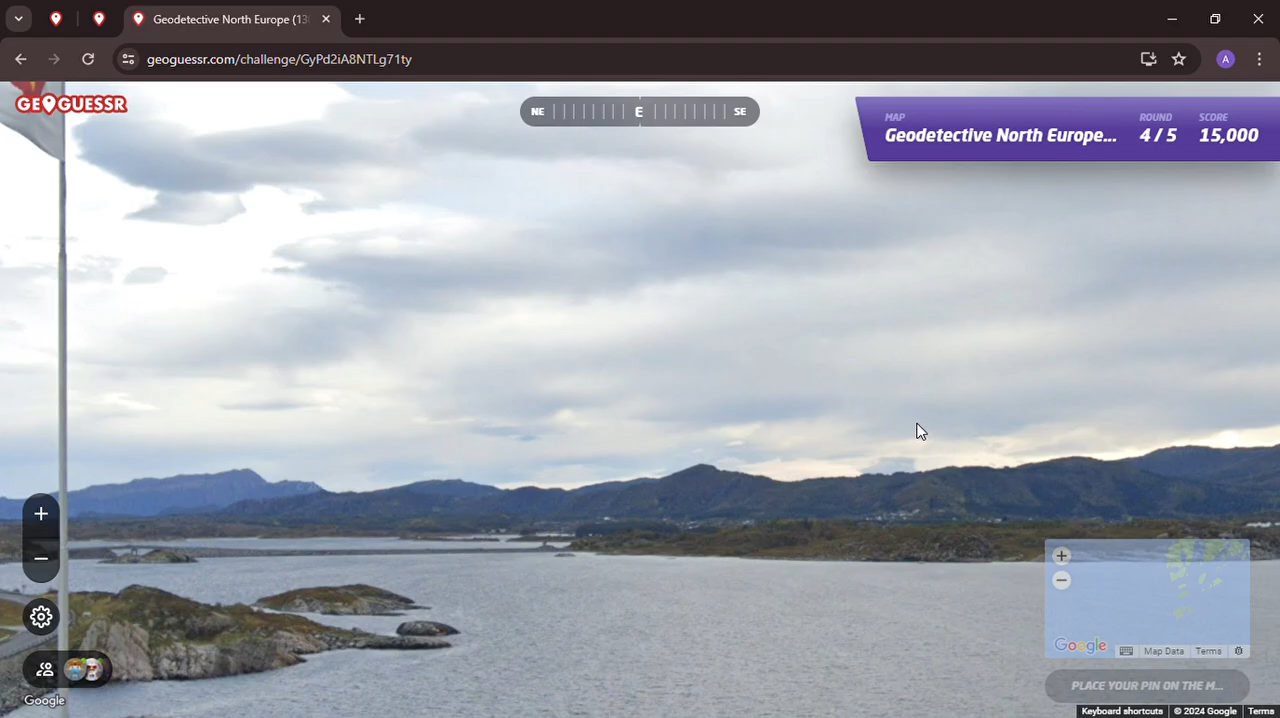 Geodetective North Europe (13
geoguessr.com/challenge/GyPd2iA8NTLg71ty
A
GEOGUESSR
NE E SE
MAP ROUND SCORE
Geodetective North Europe... 4 / 5 15,000
Google
Map Data Terms
PLACE YOUR PIN ON THE M...
Google
Keyboard shortcuts © 2024 Google Terms